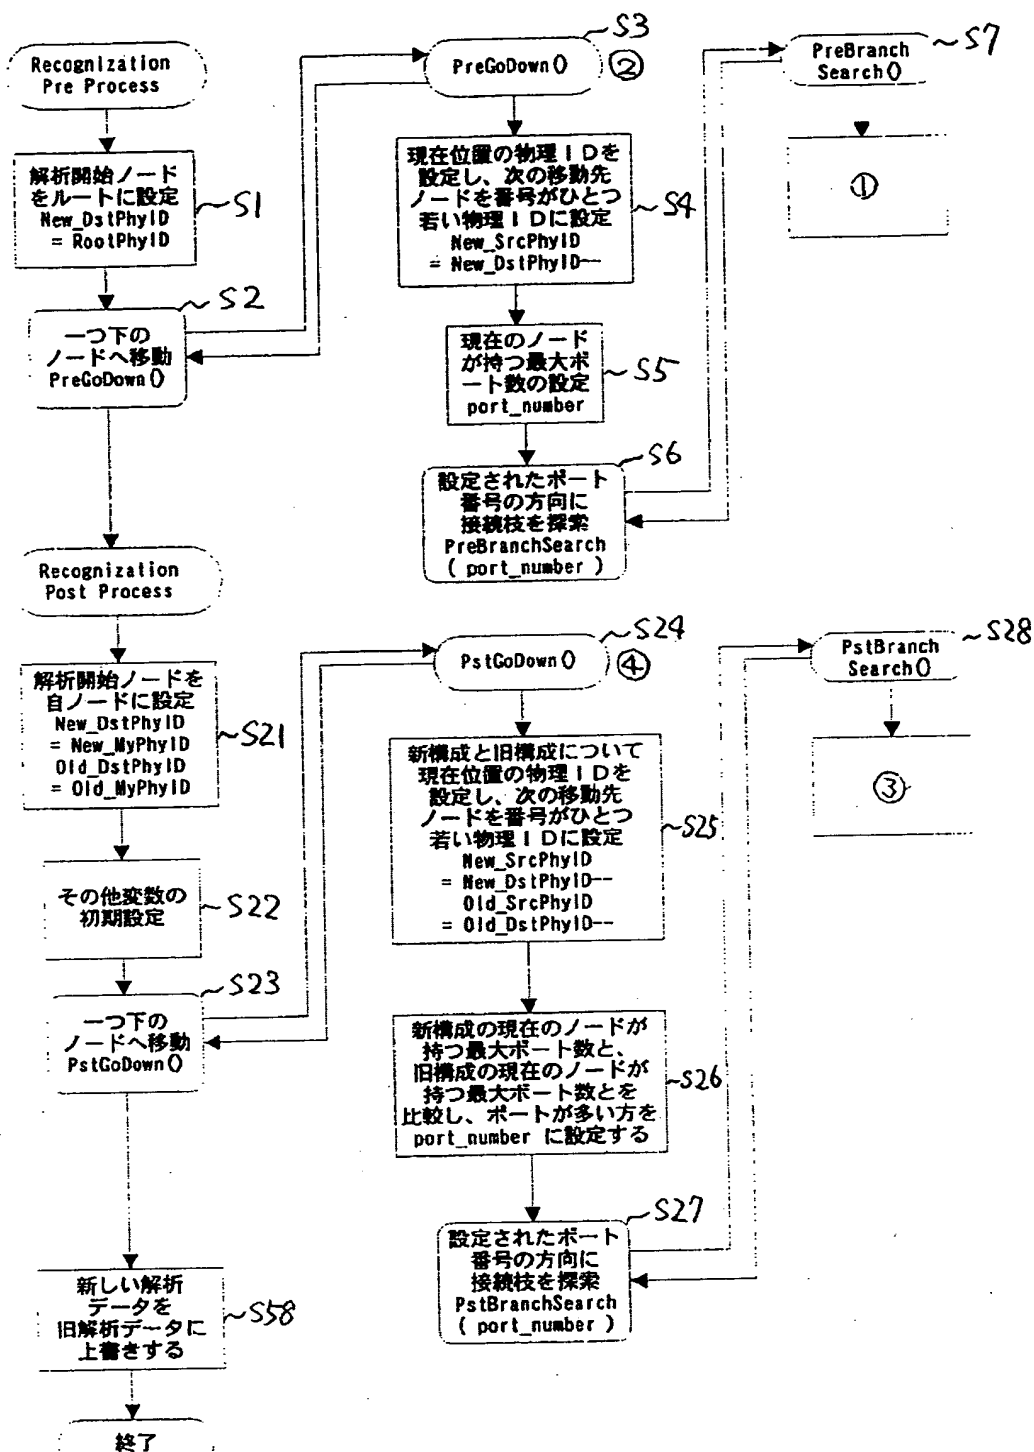 Recognization
Pre Process
解析開始ノード
をルートに設定
New_DstPhyID
= RootPhyID
~S1
~S2
一つ下の
ノードへ移動
PreGoDown()
~S3
PreGoDown()
②
現在位置の物理IDを
設定し、次の移動先
ノードを番号がひとつ
若い物理IDに設定
New_SrcPhyID
= New_DstPhyID--
~S4
現在のノード
が持つ最大ポ
ート数の設定
port_number
~S5
~S6
設定されたポート
番号の方向に
接続枝を探索
PreBranchSearch
( port_number )
~S7
PreBranch
Search()
①
Recognization
Post Process
解析開始ノードを
自ノードに設定
New_DstPhyID
= New_MyPhyID
Old_DstPhyID
= Old_MyPhyID
~S21
その他変数の
初期設定
~S22
~S23
一つ下の
ノードへ移動
PstGoDown()
~S24
PstGoDown()
④
新構成と旧構成について
現在位置の物理IDを
設定し、次の移動先
ノードを番号がひとつ
若い物理IDに設定
New_SrcPhyID
= New_DstPhyID--
Old_SrcPhyID
= Old_DstPhyID--
~S25
新構成の現在のノードが
持つ最大ポート数と、
旧構成の現在のノードが
持つ最大ポート数とを
比較し、ポートが多い方を
port_number に設定する
~S26
~S27
設定されたポート
番号の方向に
接続枝を探索
PstBranchSearch
( port_number )
~S28
PstBranch
Search()
③
新しい解析
データを
旧解析データに
上書きする
~S58
終了